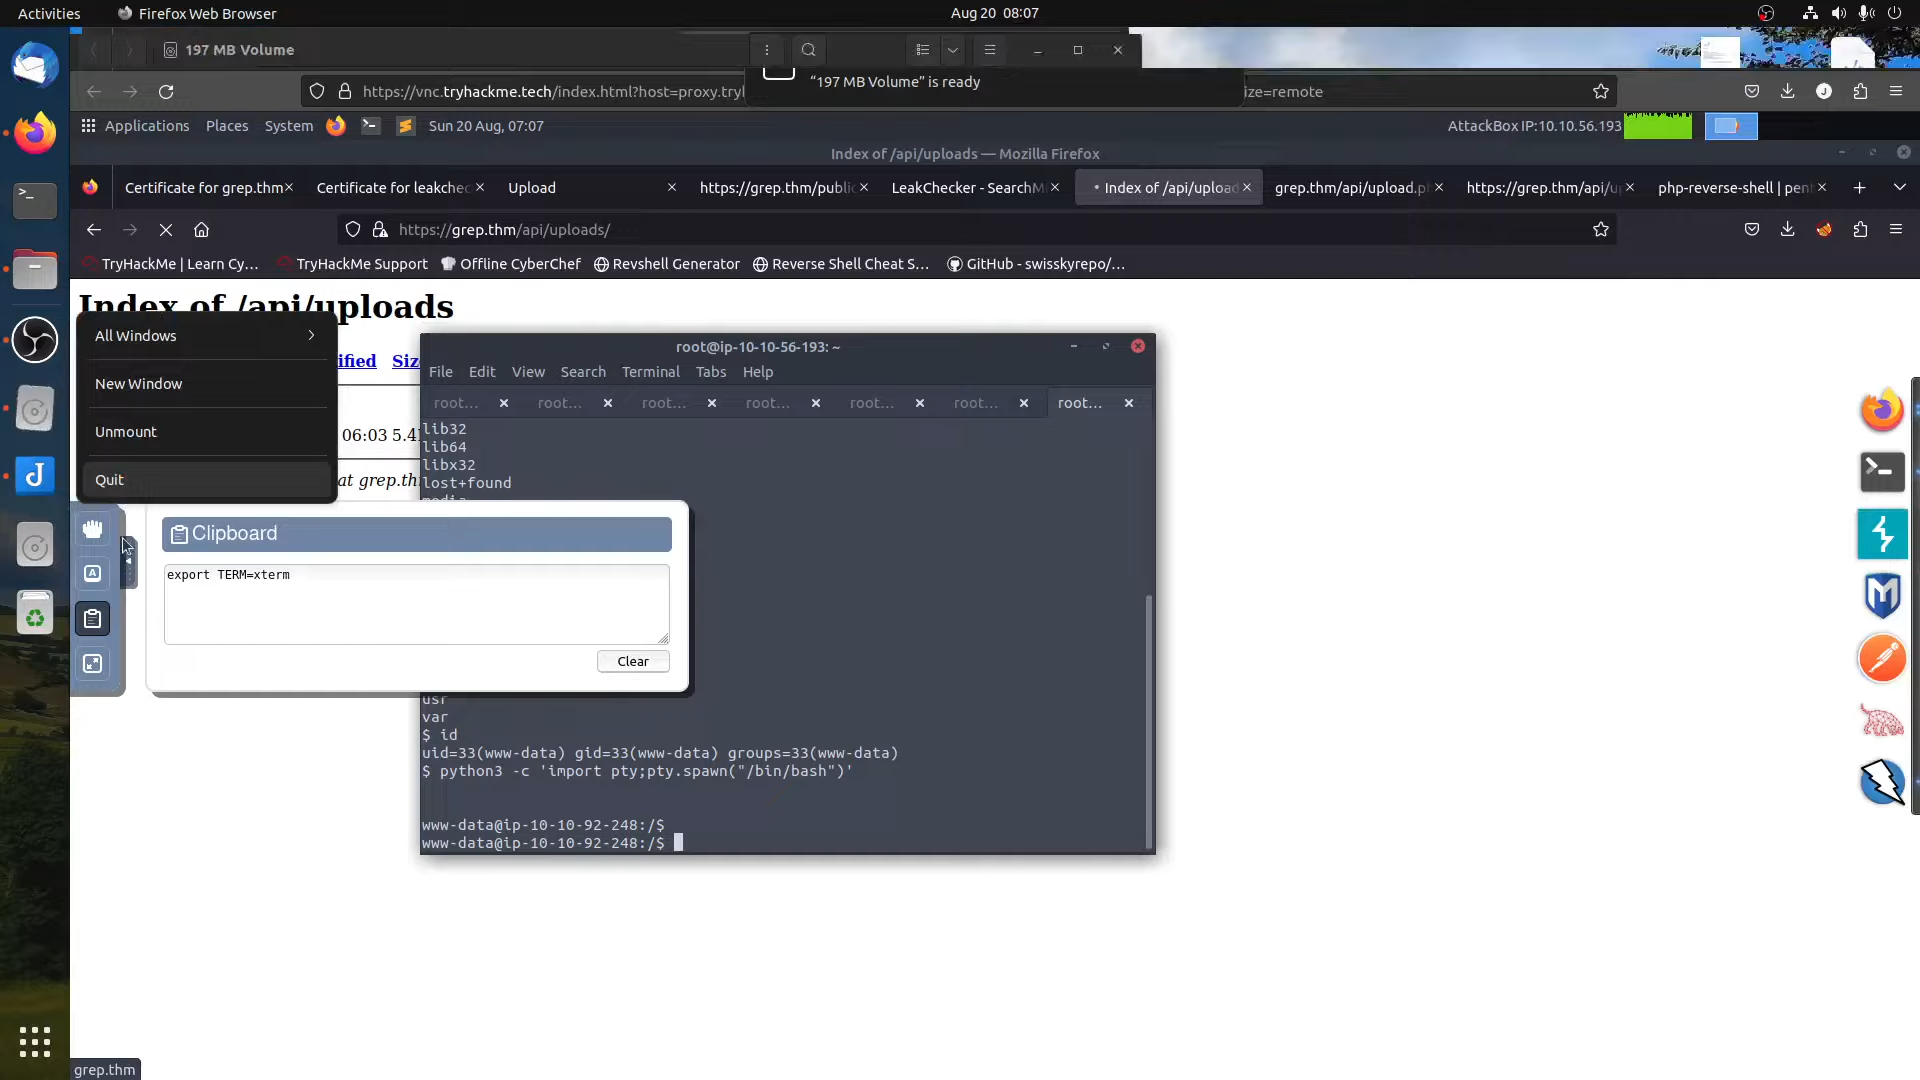 Activities
Firefox Web Browser
Aug 20 08:07
197 MB Volume
“197 MB Volume” is ready
https://vnc.tryhackme.tech/index.html?host=proxy.tryl
ize=remote
Applications
Places
System
Sun 20 Aug, 07:07
AttackBox IP:10.10.56.193
Index of /api/uploads — Mozilla Firefox
Certificate for grep.thm
Certificate for leakchec
Upload
https://grep.thm/public
LeakChecker - SearchM
Index of /api/upload
grep.thm/api/upload.p
https://grep.thm/api/u
php-reverse-shell | pent
https://grep.thm/api/uploads/
TryHackMe | Learn Cy…
TryHackMe Support
Offline CyberChef
Revshell Generator
Reverse Shell Cheat S…
GitHub - swisskyrepo/…
Index of /api/uploads
All Windows
New Window
Unmount
Quit
ified
Siz
06:03 5.4
at grep.th
root@ip-10-10-56-193: ~
File Edit View Search Terminal Tabs Help
root… root… root… root… root… root… root…
lib32
lib64
libx32
lost+found
media
Clipboard
export TERM=xterm
Clear
usr
var
$ id
uid=33(www-data) gid=33(www-data) groups=33(www-data)
$ python3 -c 'import pty;pty.spawn("/bin/bash")'
www-data@ip-10-10-92-248:/$
www-data@ip-10-10-92-248:/$
grep.thm